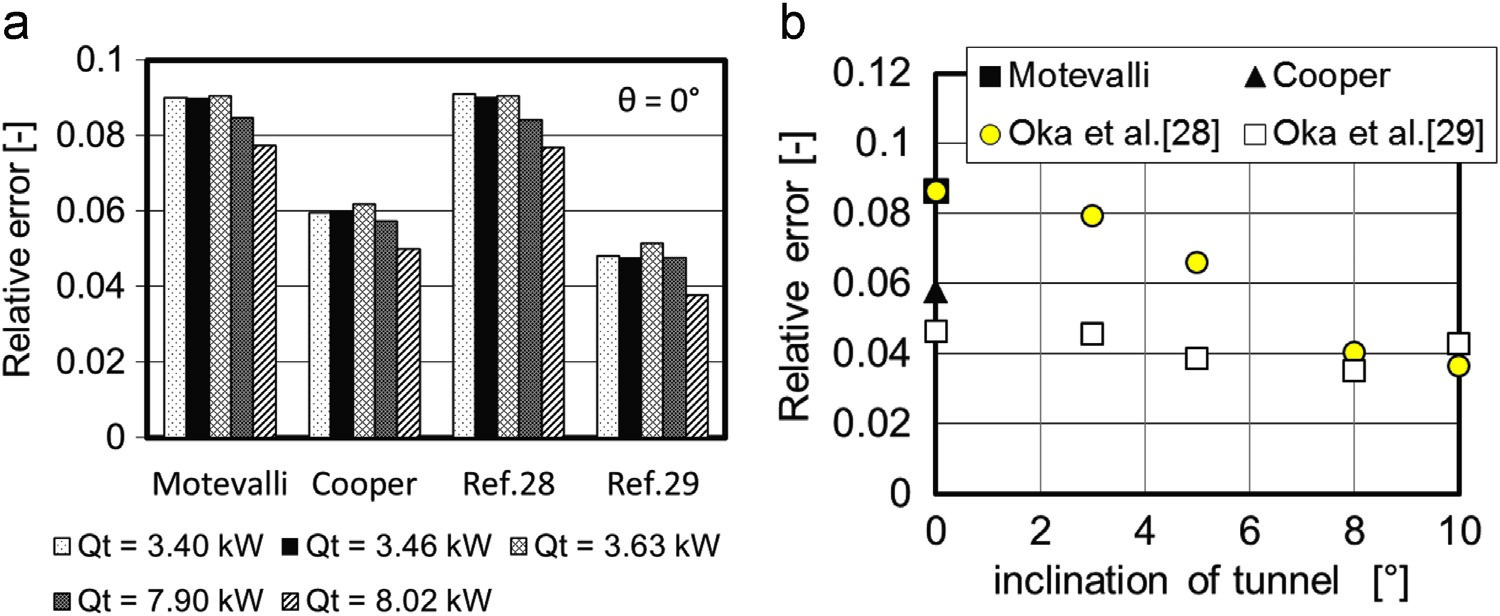 a
Relative error [-]
0.1
0.08
0.06
0.04
0.02
0
θ = 0°
Motevalli Cooper Ref.28 Ref.29
Qt = 3.40 kW Qt = 3.46 kW Qt = 3.63 kW
Qt = 7.90 kW Qt = 8.02 kW
b
Relative error [-]
0.12
0.1
0.08
0.06
0.04
0.02
0
Motevalli Cooper
Oka et al.[28] Oka et al.[29]
0 2 4 6 8 10
inclination of tunnel [°]